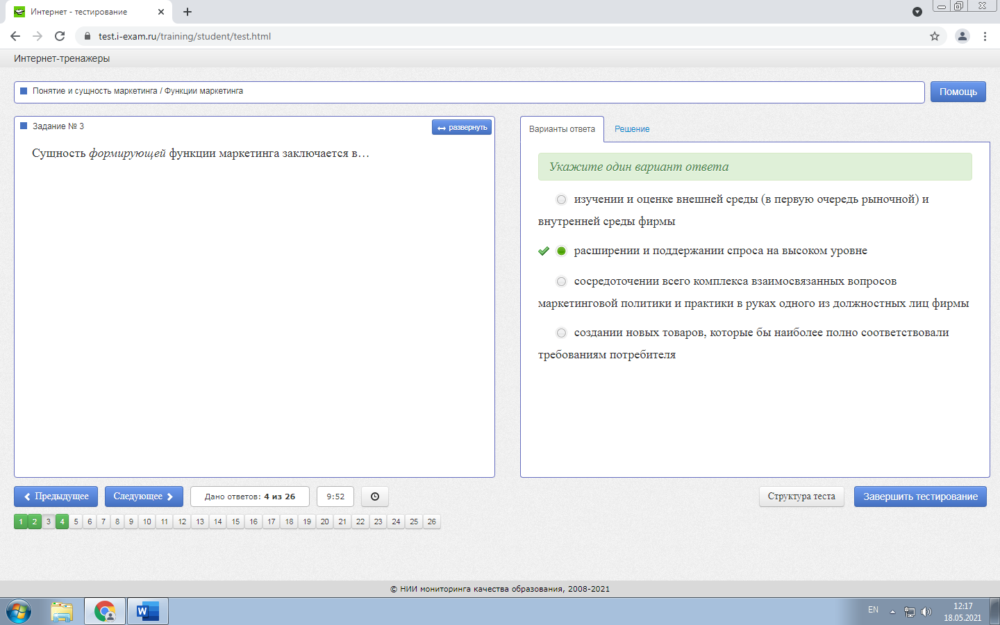 Интернет - тестирование
test.i-exam.ru/training/student/test.html
Интернет-тренажеры
Понятие и сущность маркетинга / Функции маркетинга
Помощь
Задание № 3
развернуть
Сущность формирующей функции маркетинга заключается в…
Варианты ответа
Решение
Укажите один вариант ответа
изучении и оценке внешней среды (в первую очередь рыночной) и
внутренней среды фирмы
расширении и поддержании спроса на высоком уровне
сосредоточении всего комплекса взаимосвязанных вопросов
маркетинговой политики и практики в руках одного из должностных лиц фирмы
создании новых товаров, которые бы наиболее полно соответствовали
требованиям потребителя
Предыдущее
Следующее
Дано ответов: 4 из 26
9:52
Структура теста
Завершить тестирование
1 2 3 4 5 6 7 8 9 10 11 12 13 14 15 16 17 18 19 20 21 22 23 24 25 26
© НИИ мониторинга качества образования, 2008-2021
EN
12:17
18.05.2021